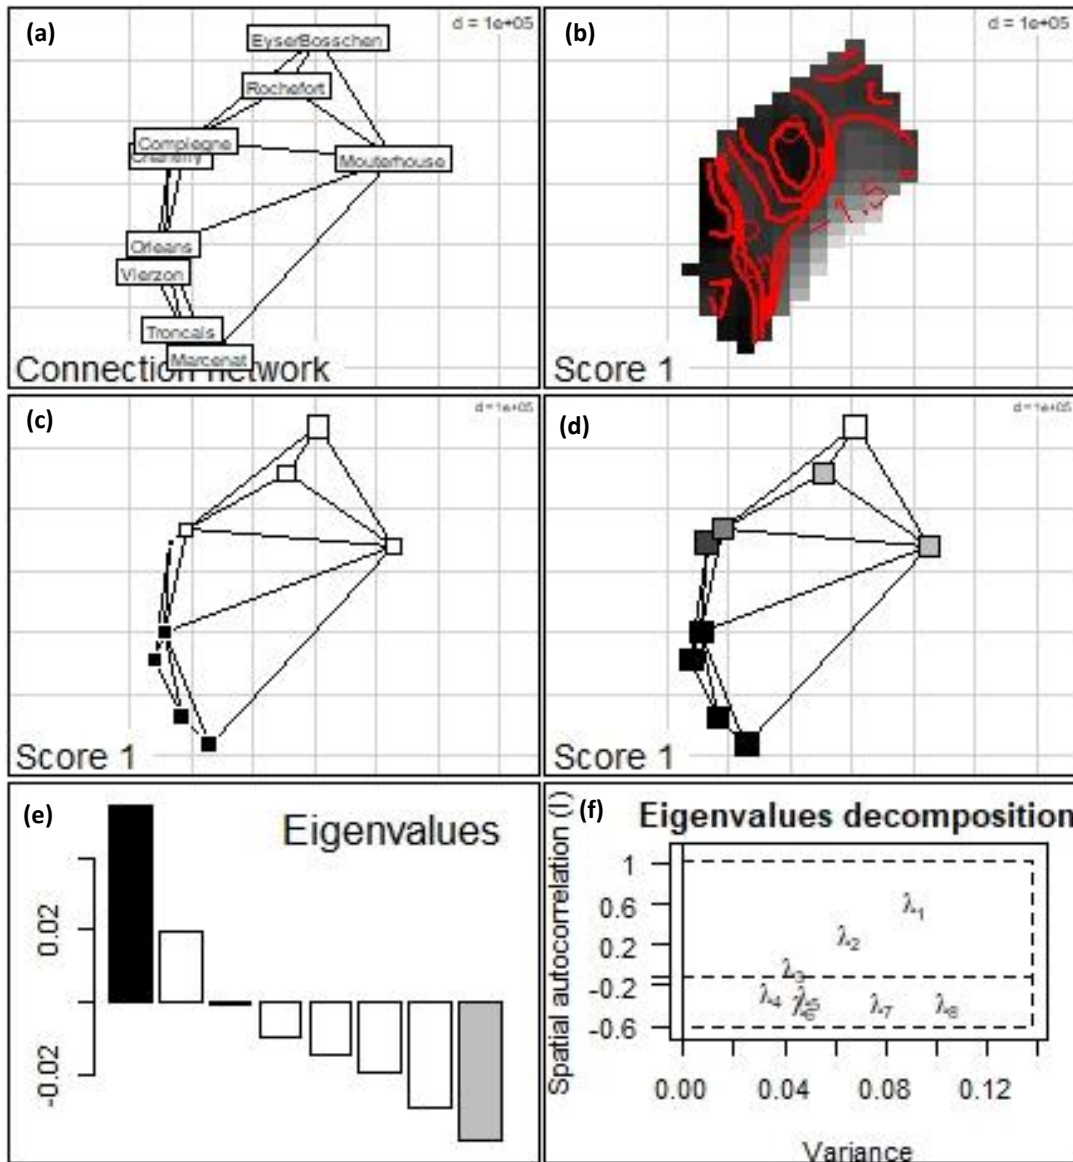 (a)
d = 1e+05
EyserBosschen
Rochefort
Compiegne
Chantilly
Mouterhouse
Orleans
Vierzon
Troncais
Marcenat
Connection network
(b)
d = 1e+05
Score 1
(c)
d = 1e+05
Score 1
(d)
d = 1e+05
Score 1
(e)
Eigenvalues
0.02
-0.02
(f)
Eigenvalues decomposition
Spatial autocorrelation (I)
1
0.6
0.2
-0.2
-0.6
λ1
λ2
λ3
λ4
λ5
λ6
λ7
λ8
0.00 0.04 0.08 0.12
Variance